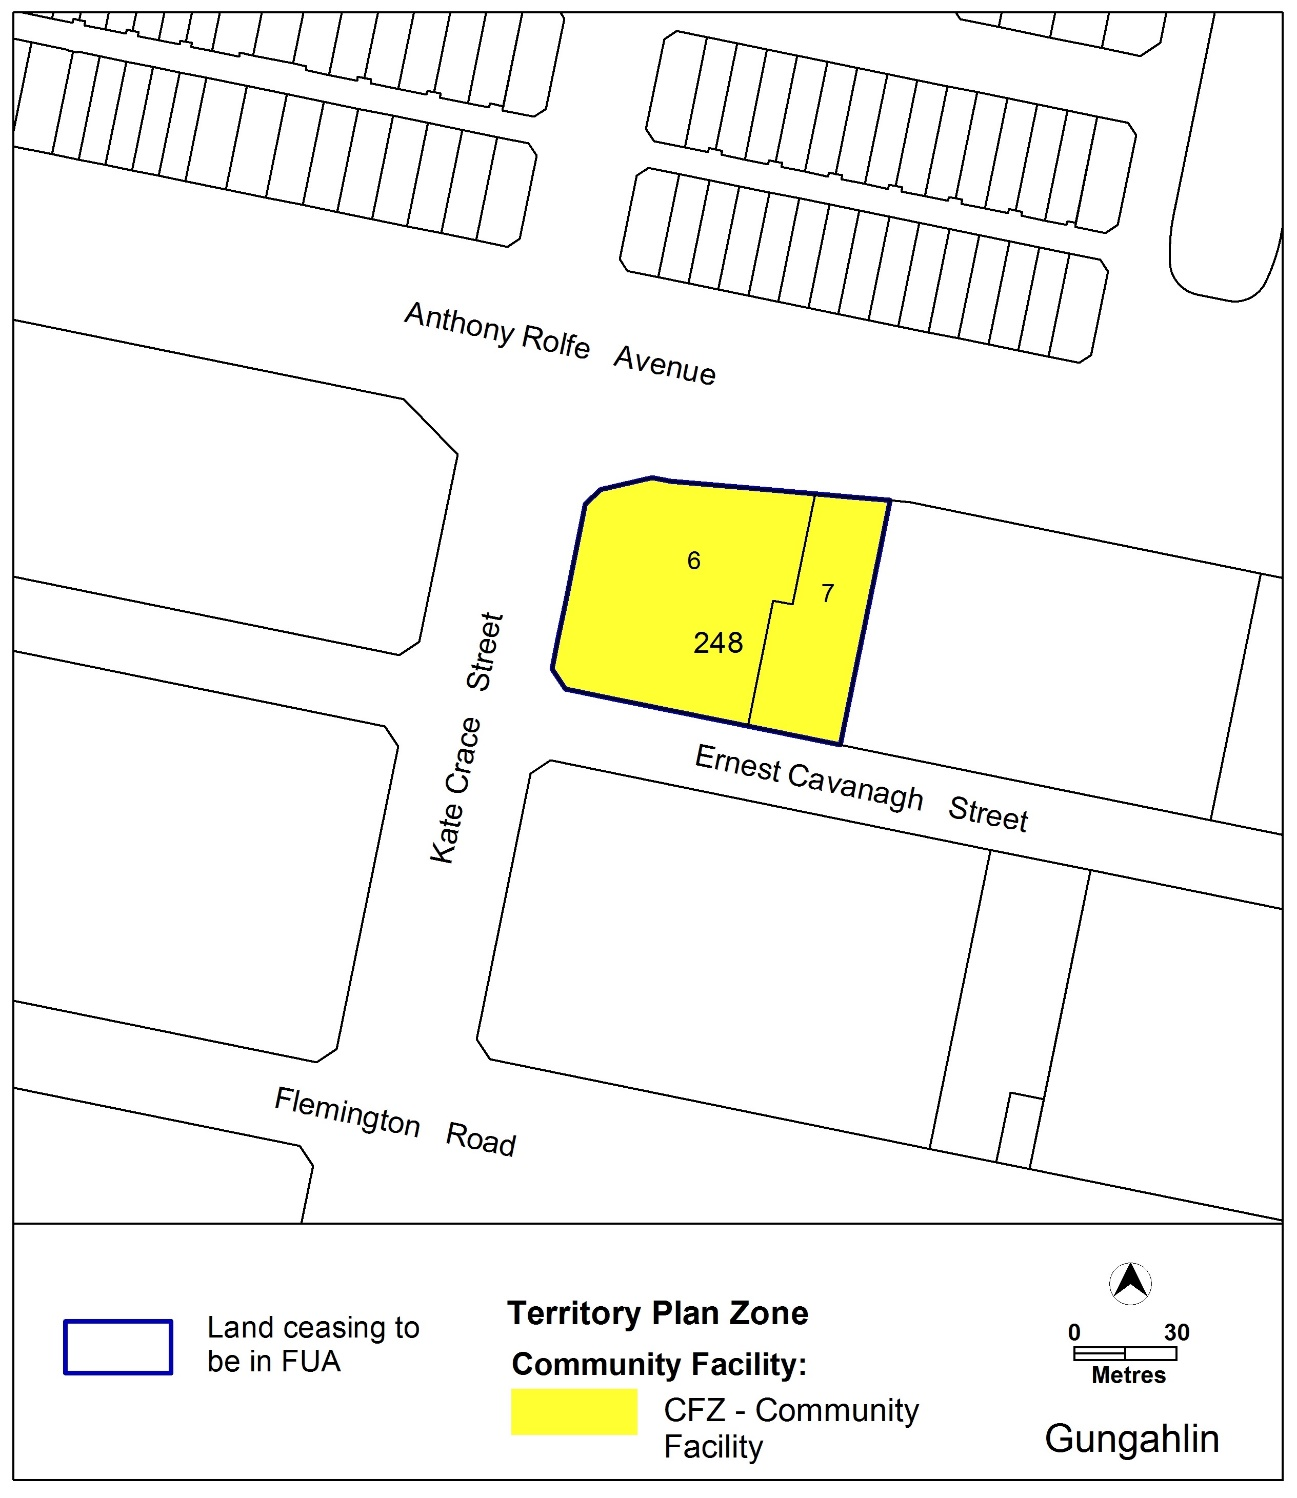 Anthony Rolfe Avenue
6
7
248
Kate Crace Street
Ernest Cavanagh Street
Flemington Road
Land ceasing to
be in FUA
Territory Plan Zone
Community Facility:
CFZ - Community
Facility
0 30
Metres
Gungahlin